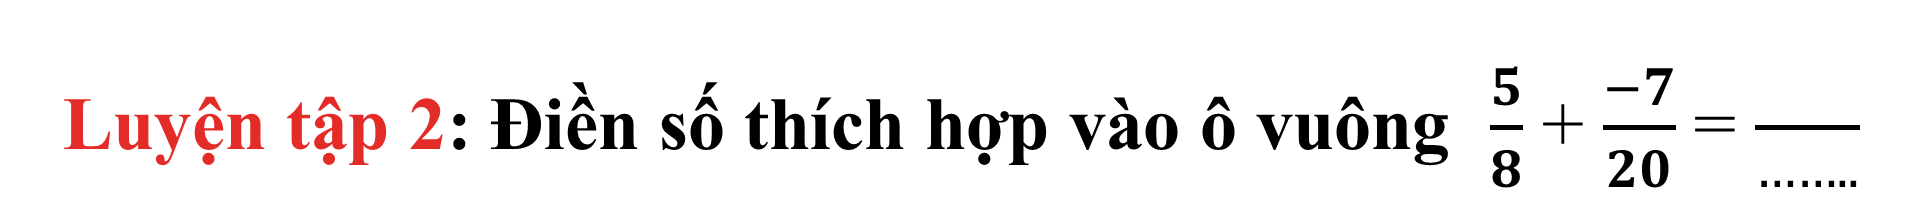 Luyện tập 2: Điền số thích hợp vào ô vuông 5/8 + −7/20 = —/........